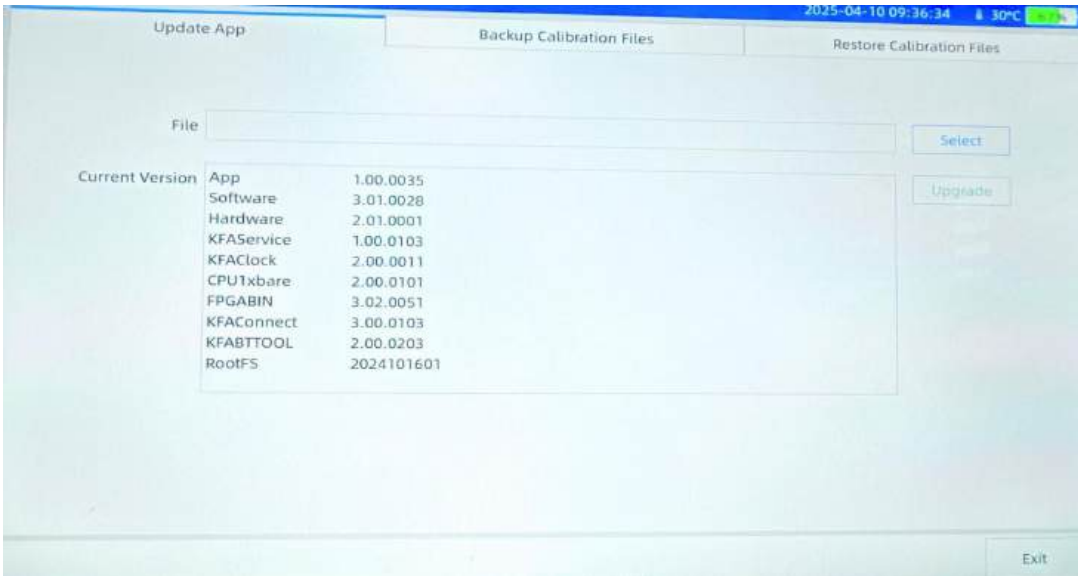 2025-04-10 09:36:34 30°C 67%
Update App
Backup Calibration Files
Restore Calibration Files
File
Select
Current Version
Upgrade
App 1.00.0035
Software 3.01.0028
Hardware 2.01.0001
KFAService 1.00.0103
KFAClock 2.00.0011
CPU1xbare 2.00.0101
FPGABIN 3.02.0051
KFAConnect 3.00.0103
KFABTTOOL 2.00.0203
RootFS 2024101601
Exit